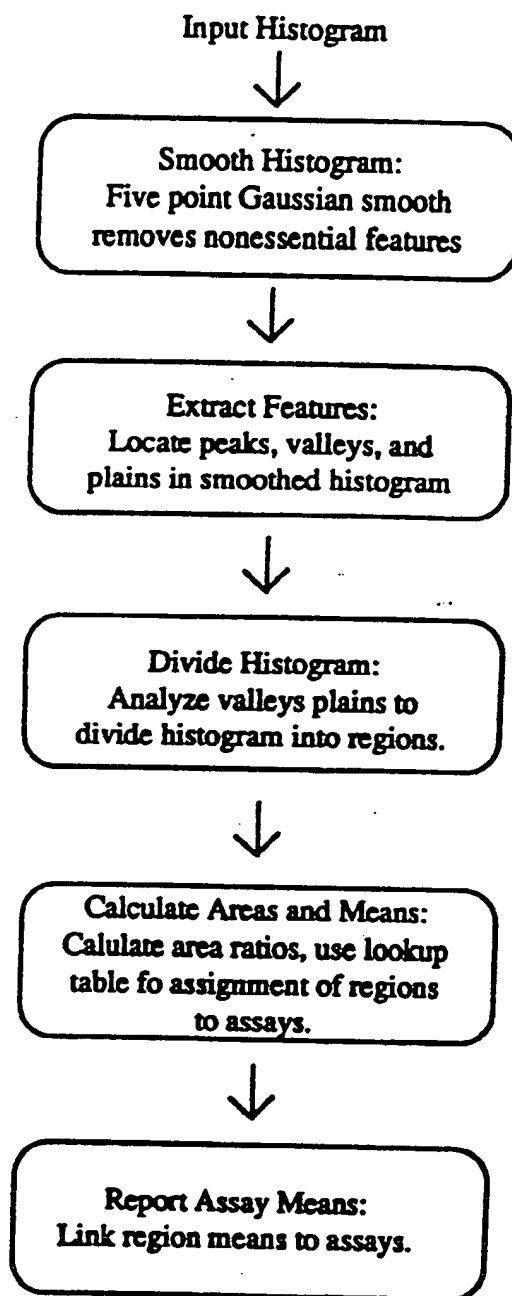 Input Histogram
Smooth Histogram:
Five point Gaussian smooth
removes nonessential features
Extract Features:
Locate peaks, valleys, and
plains in smoothed histogram
Divide Histogram:
Analyze valleys plains to
divide histogram into regions.
Calculate Areas and Means:
Calulate area ratios, use lookup
table fo assignment of regions
to assays.
Report Assay Means:
Link region means to assays.